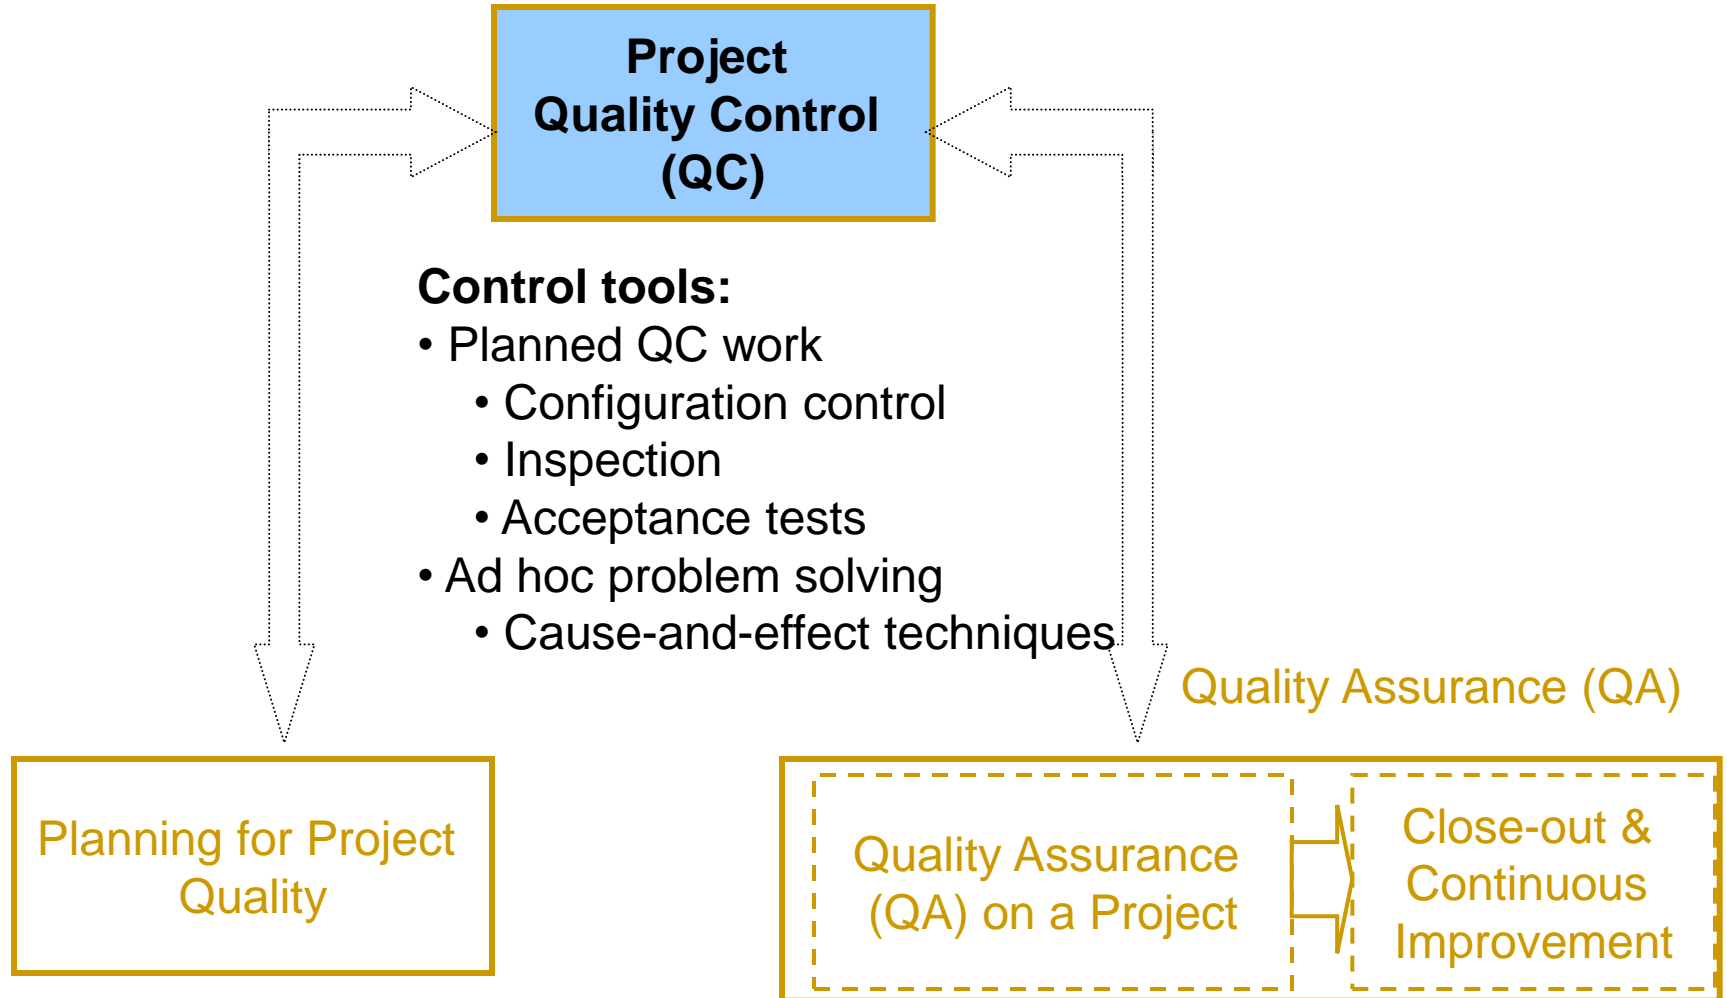 Project
Quality Control
(QC)
Control tools:
• Planned QC work
• Configuration control
• Inspection
• Acceptance tests
• Ad hoc problem solving
• Cause-and-effect techniques
Quality Assurance (QA)
Planning for Project
Quality
Quality Assurance
(QA) on a Project
Close-out &
Continuous
Improvement